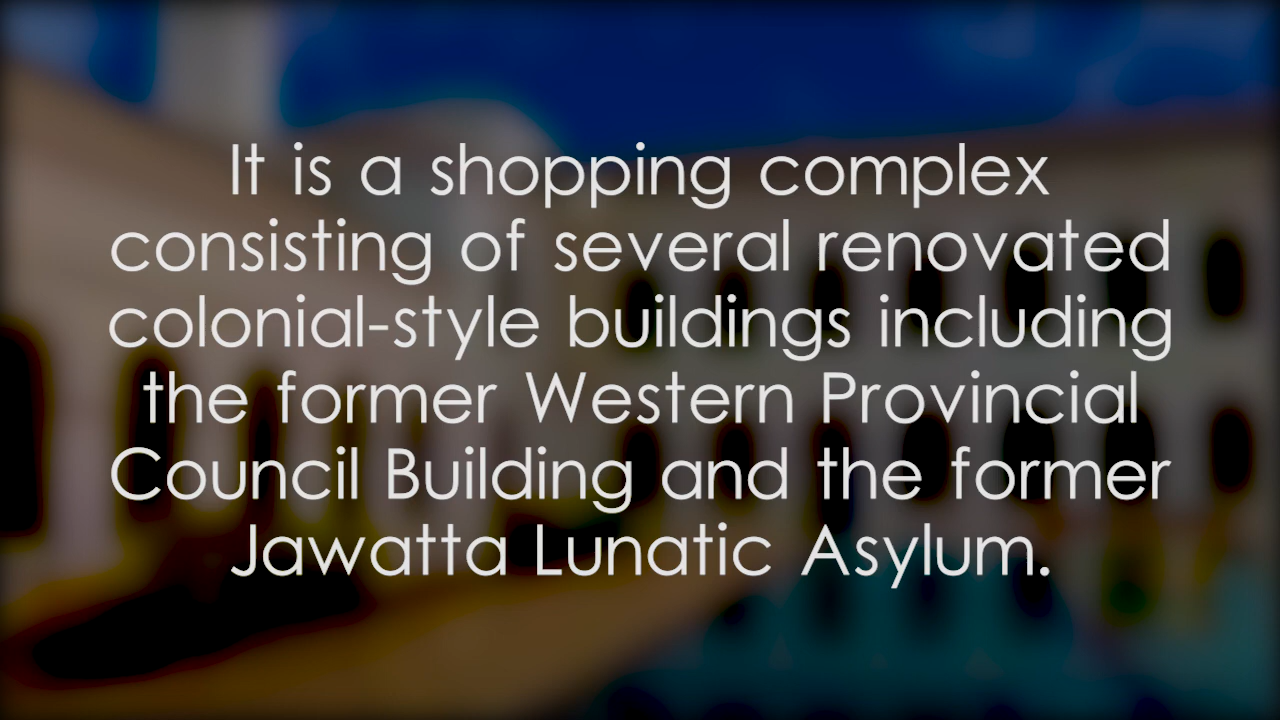 It is a shopping complex
consisting of several renovated
colonial-style buildings including
the former Western Provincial
Council Building and the former
Jawatta Lunatic Asylum.